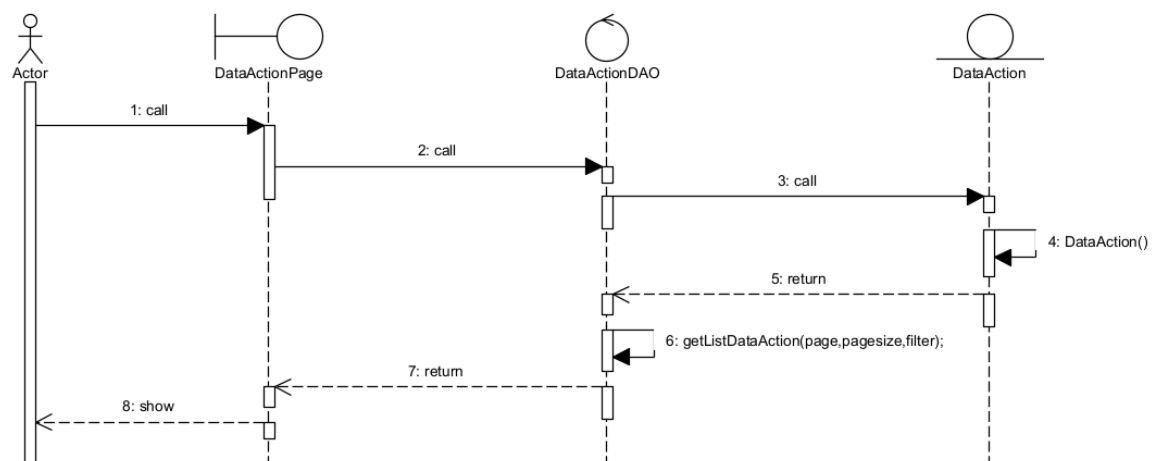 Actor
DataActionPage
DataActionDAO
DataAction
1: call
2: call
3: call
4: DataAction()
5: return
6: getListDataAction(page,pagesize,filter);
7: return
8: show